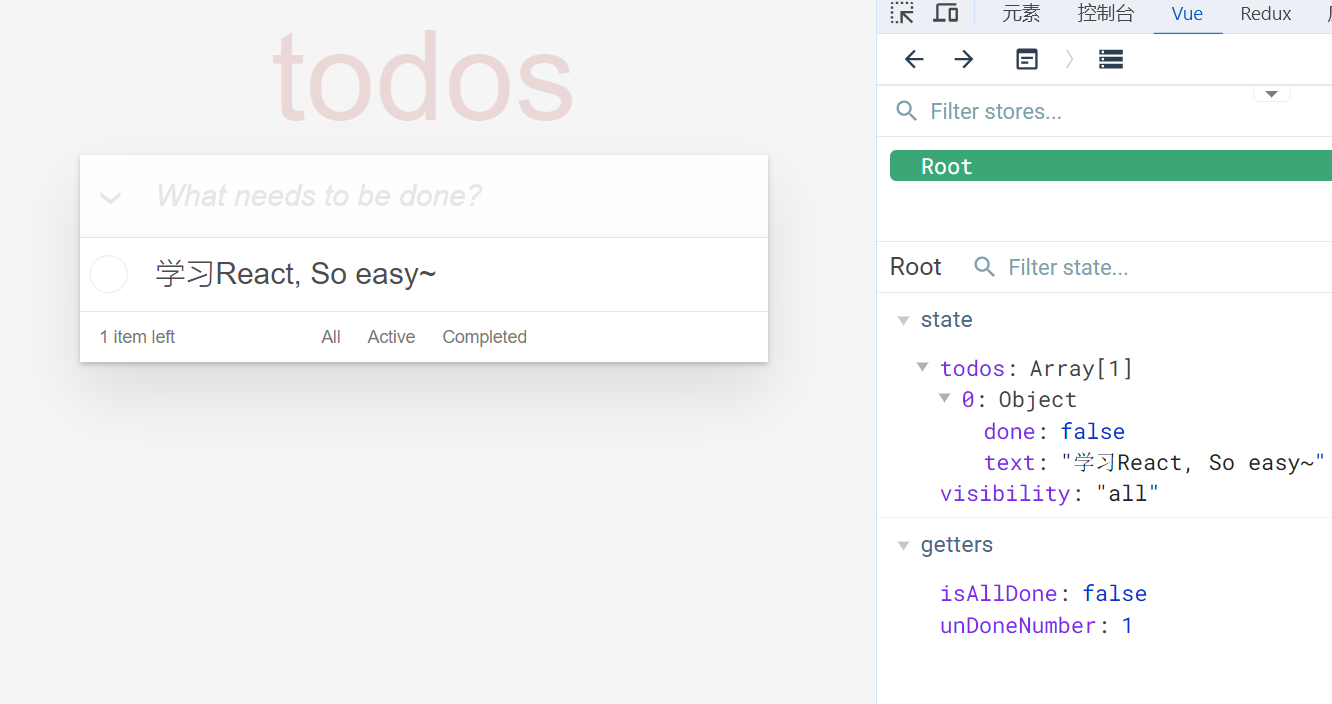 todos
What needs to be done?
学习React, So easy~
1 item left
All
Active
Completed
元素
控制台
Vue
Redux
Filter stores...
Root
Root
Filter state...
state
todos: Array[1]
0: Object
done: false
text: "学习React, So easy~"
visibility: "all"
getters
isAllDone: false
unDoneNumber: 1